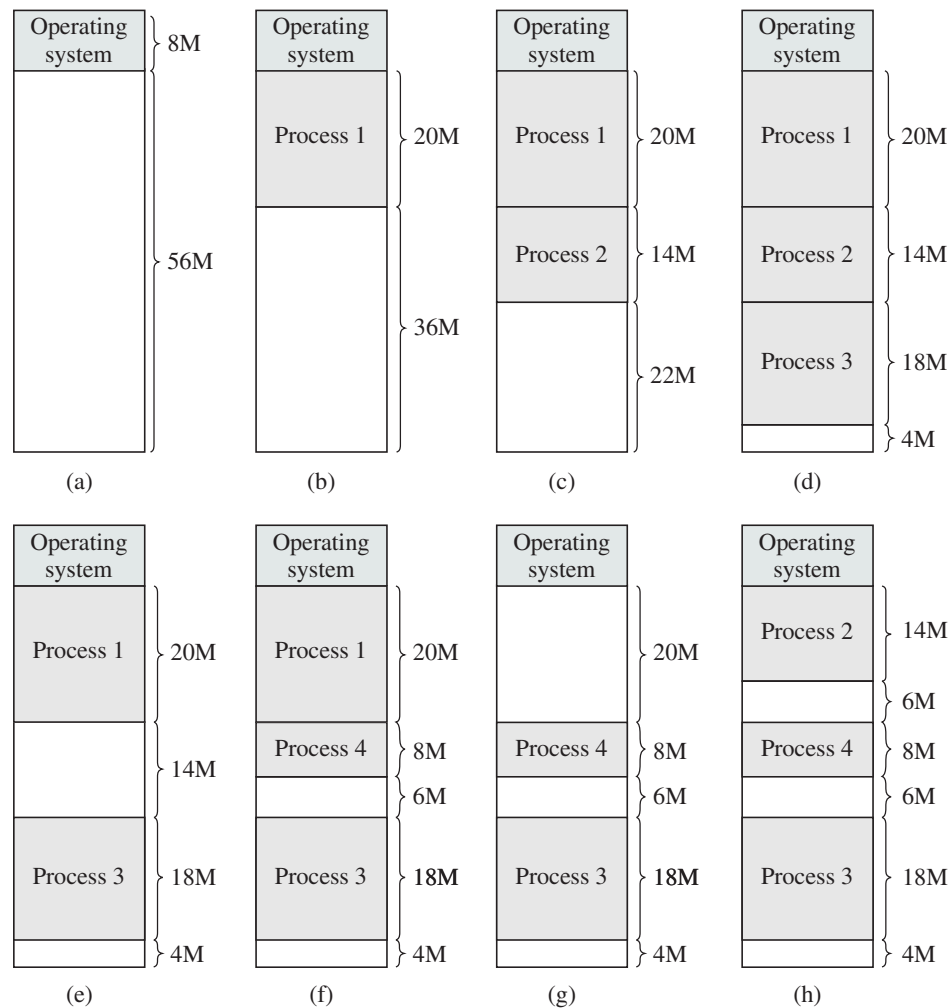 Operating
system
8M
56M
(a)
Operating
system
Process 1
20M
36M
(b)
Operating
system
Process 1
20M
Process 2
14M
22M
(c)
Operating
system
Process 1
20M
Process 2
14M
Process 3
18M
4M
(d)
Operating
system
Process 1
20M
14M
Process 3
18M
4M
(e)
Operating
system
Process 1
20M
Process 4
8M
6M
Process 3
18M
4M
(f)
Operating
system
20M
Process 4
8M
6M
Process 3
18M
4M
(g)
Operating
system
Process 2
14M
6M
Process 4
8M
6M
Process 3
18M
4M
(h)